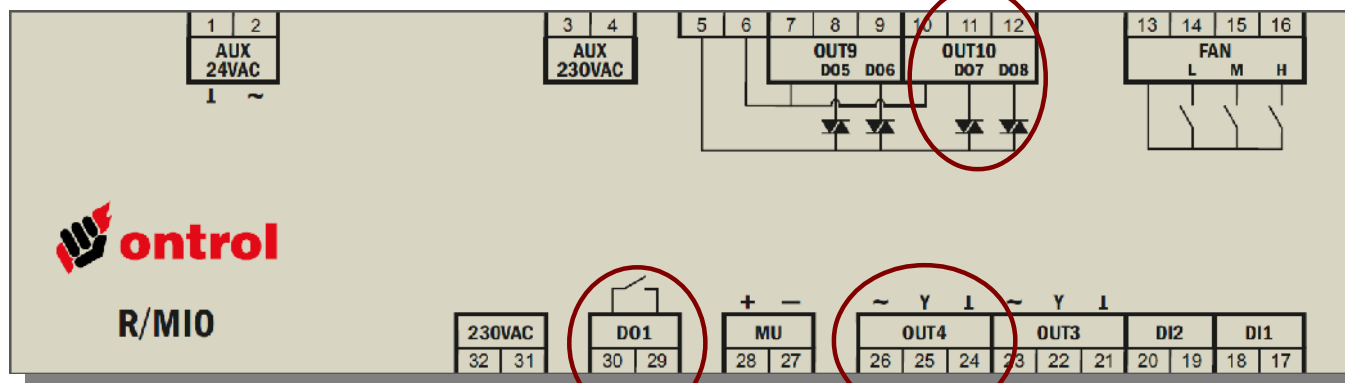 1 2 3 4 5 6 7 8 9 10 11 12 13 14 15 16
AUX AUX OUT9 OUT10 FAN
24VAC 230VAC DO5 DO6 DO7 DO8 L M H
⊥ ~
ontrol
R/MIO
+ − ~ Y ⊥ ~ Y ⊥
230VAC DO1 MU OUT4 OUT3 DI2 DI1
32 31 30 29 28 27 26 25 24 23 22 21 20 19 18 17